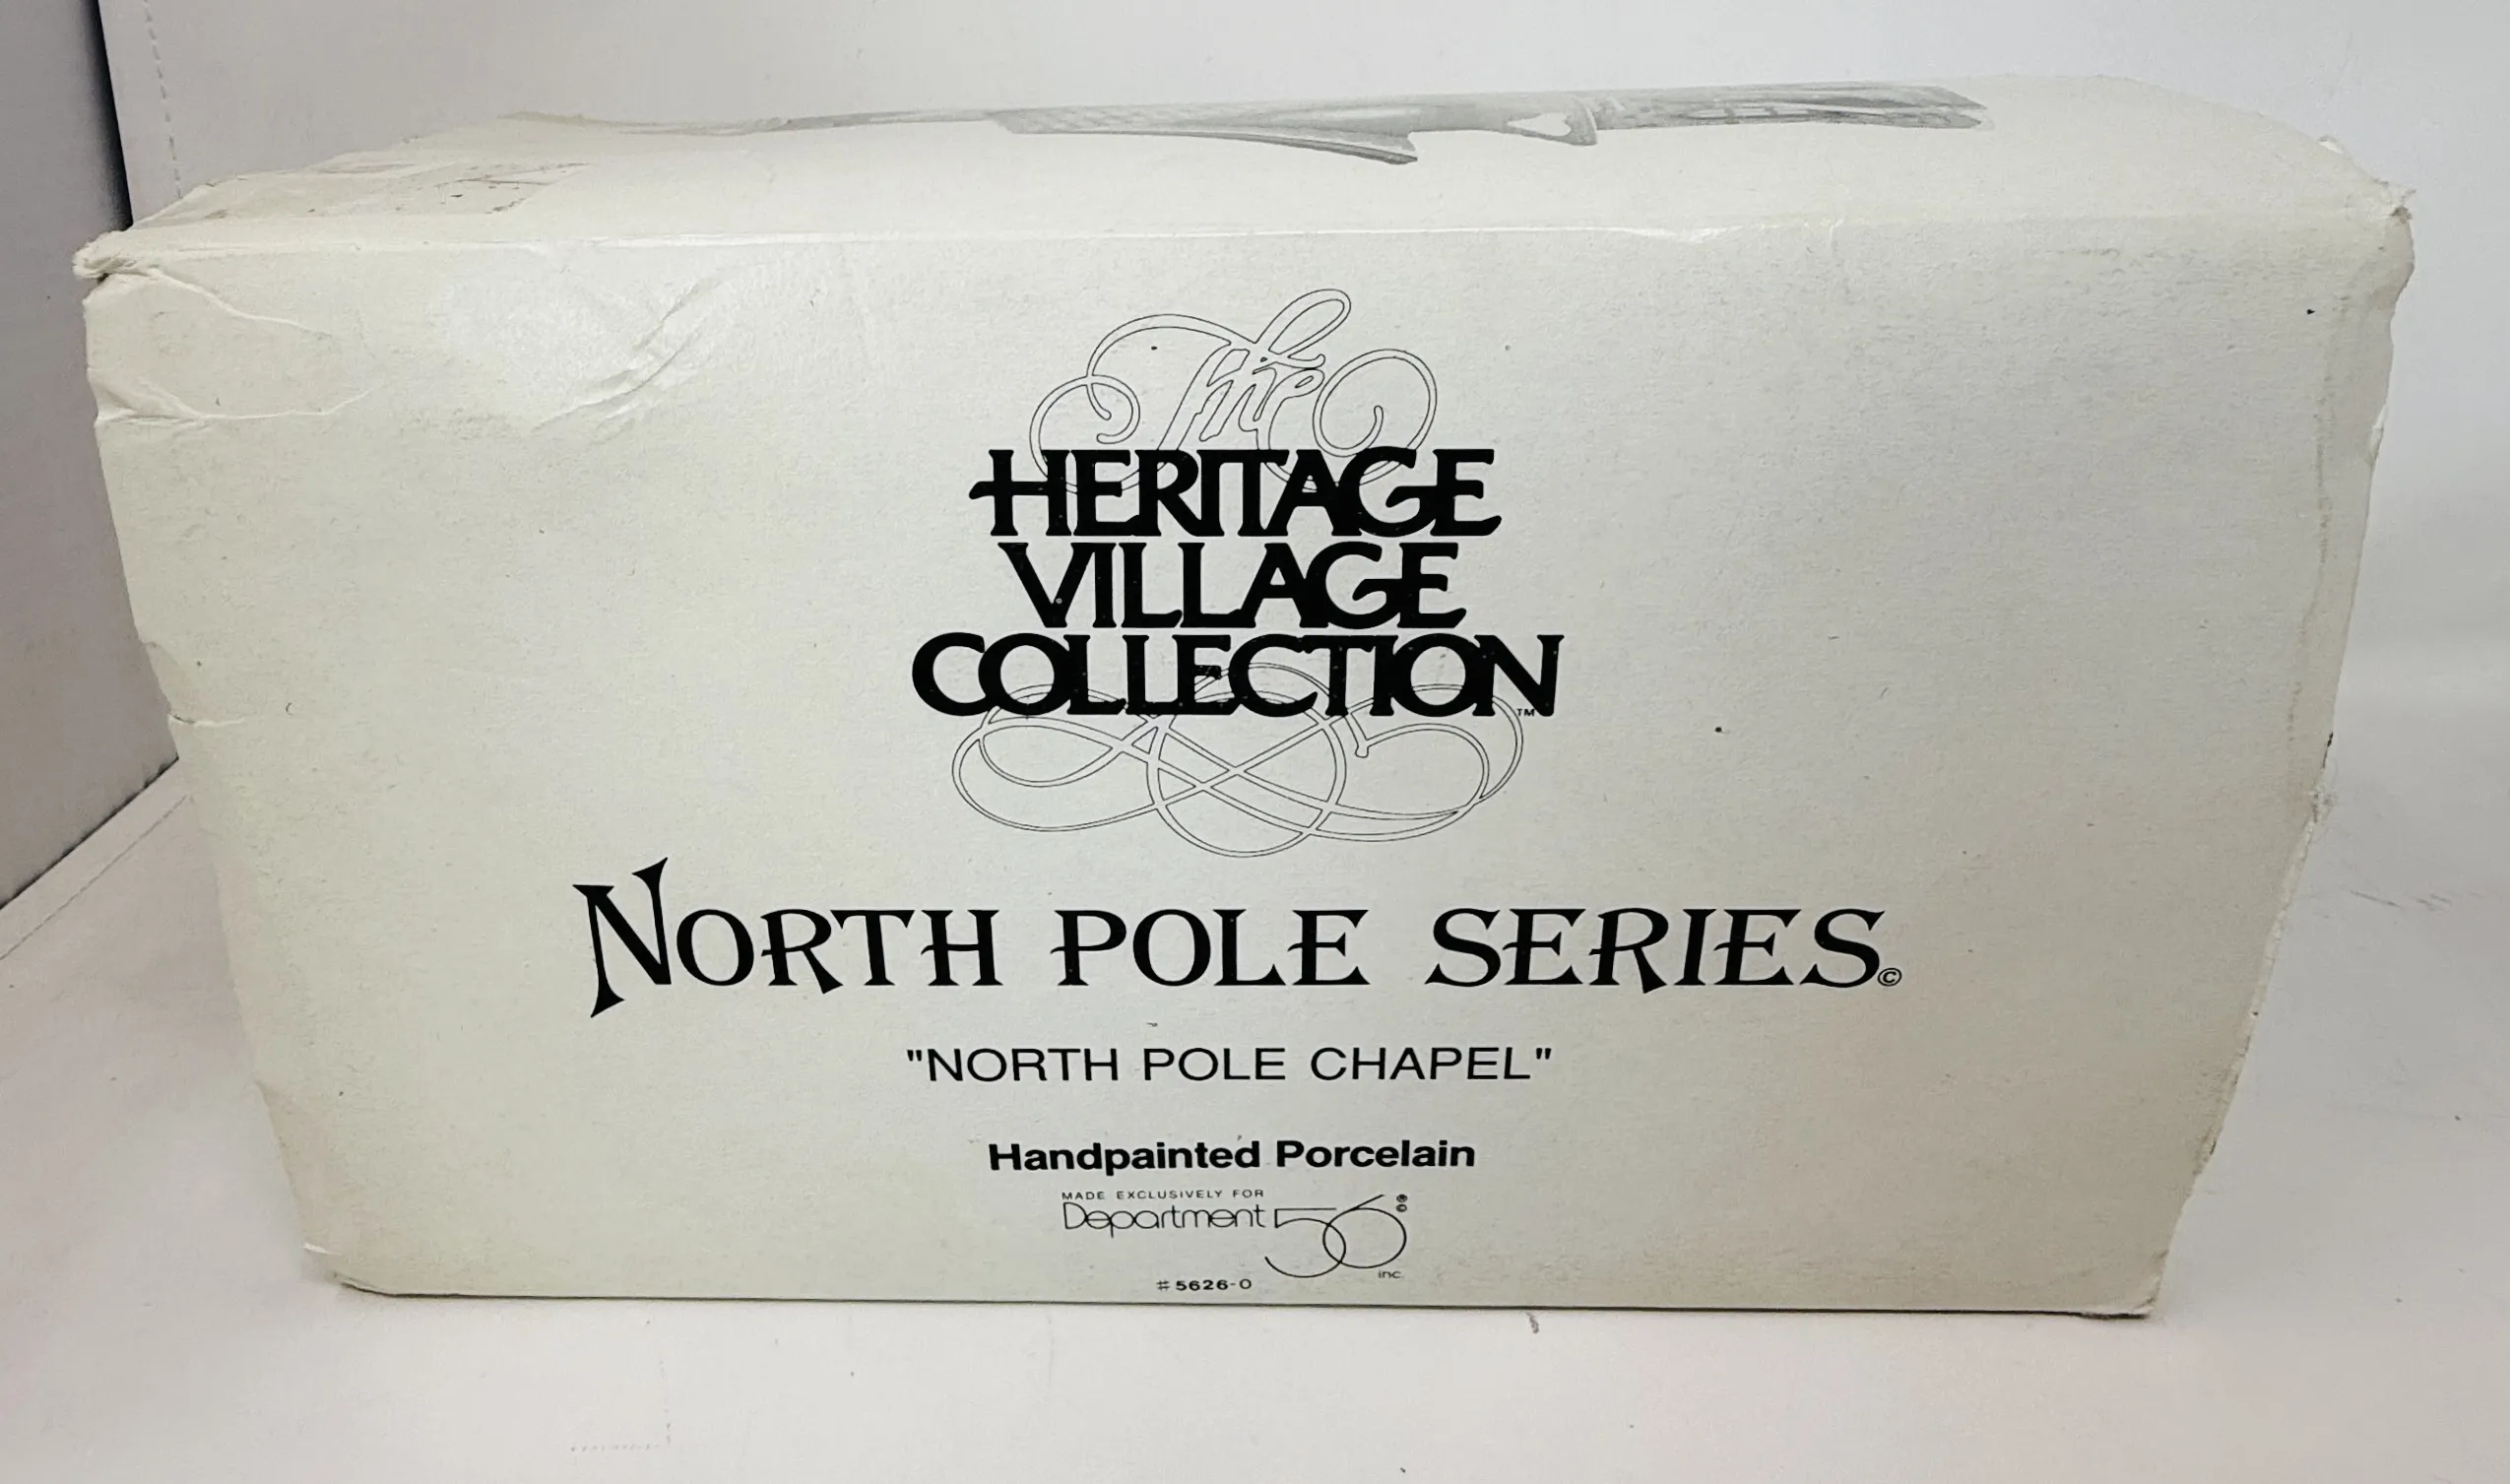 The
HERITAGE
VILLAGE
COLLECTION™
NORTH POLE SERIES©
"NORTH POLE CHAPEL"
Handpainted Porcelain
MADE EXCLUSIVELY FOR
Department 56® inc.
#5626-0